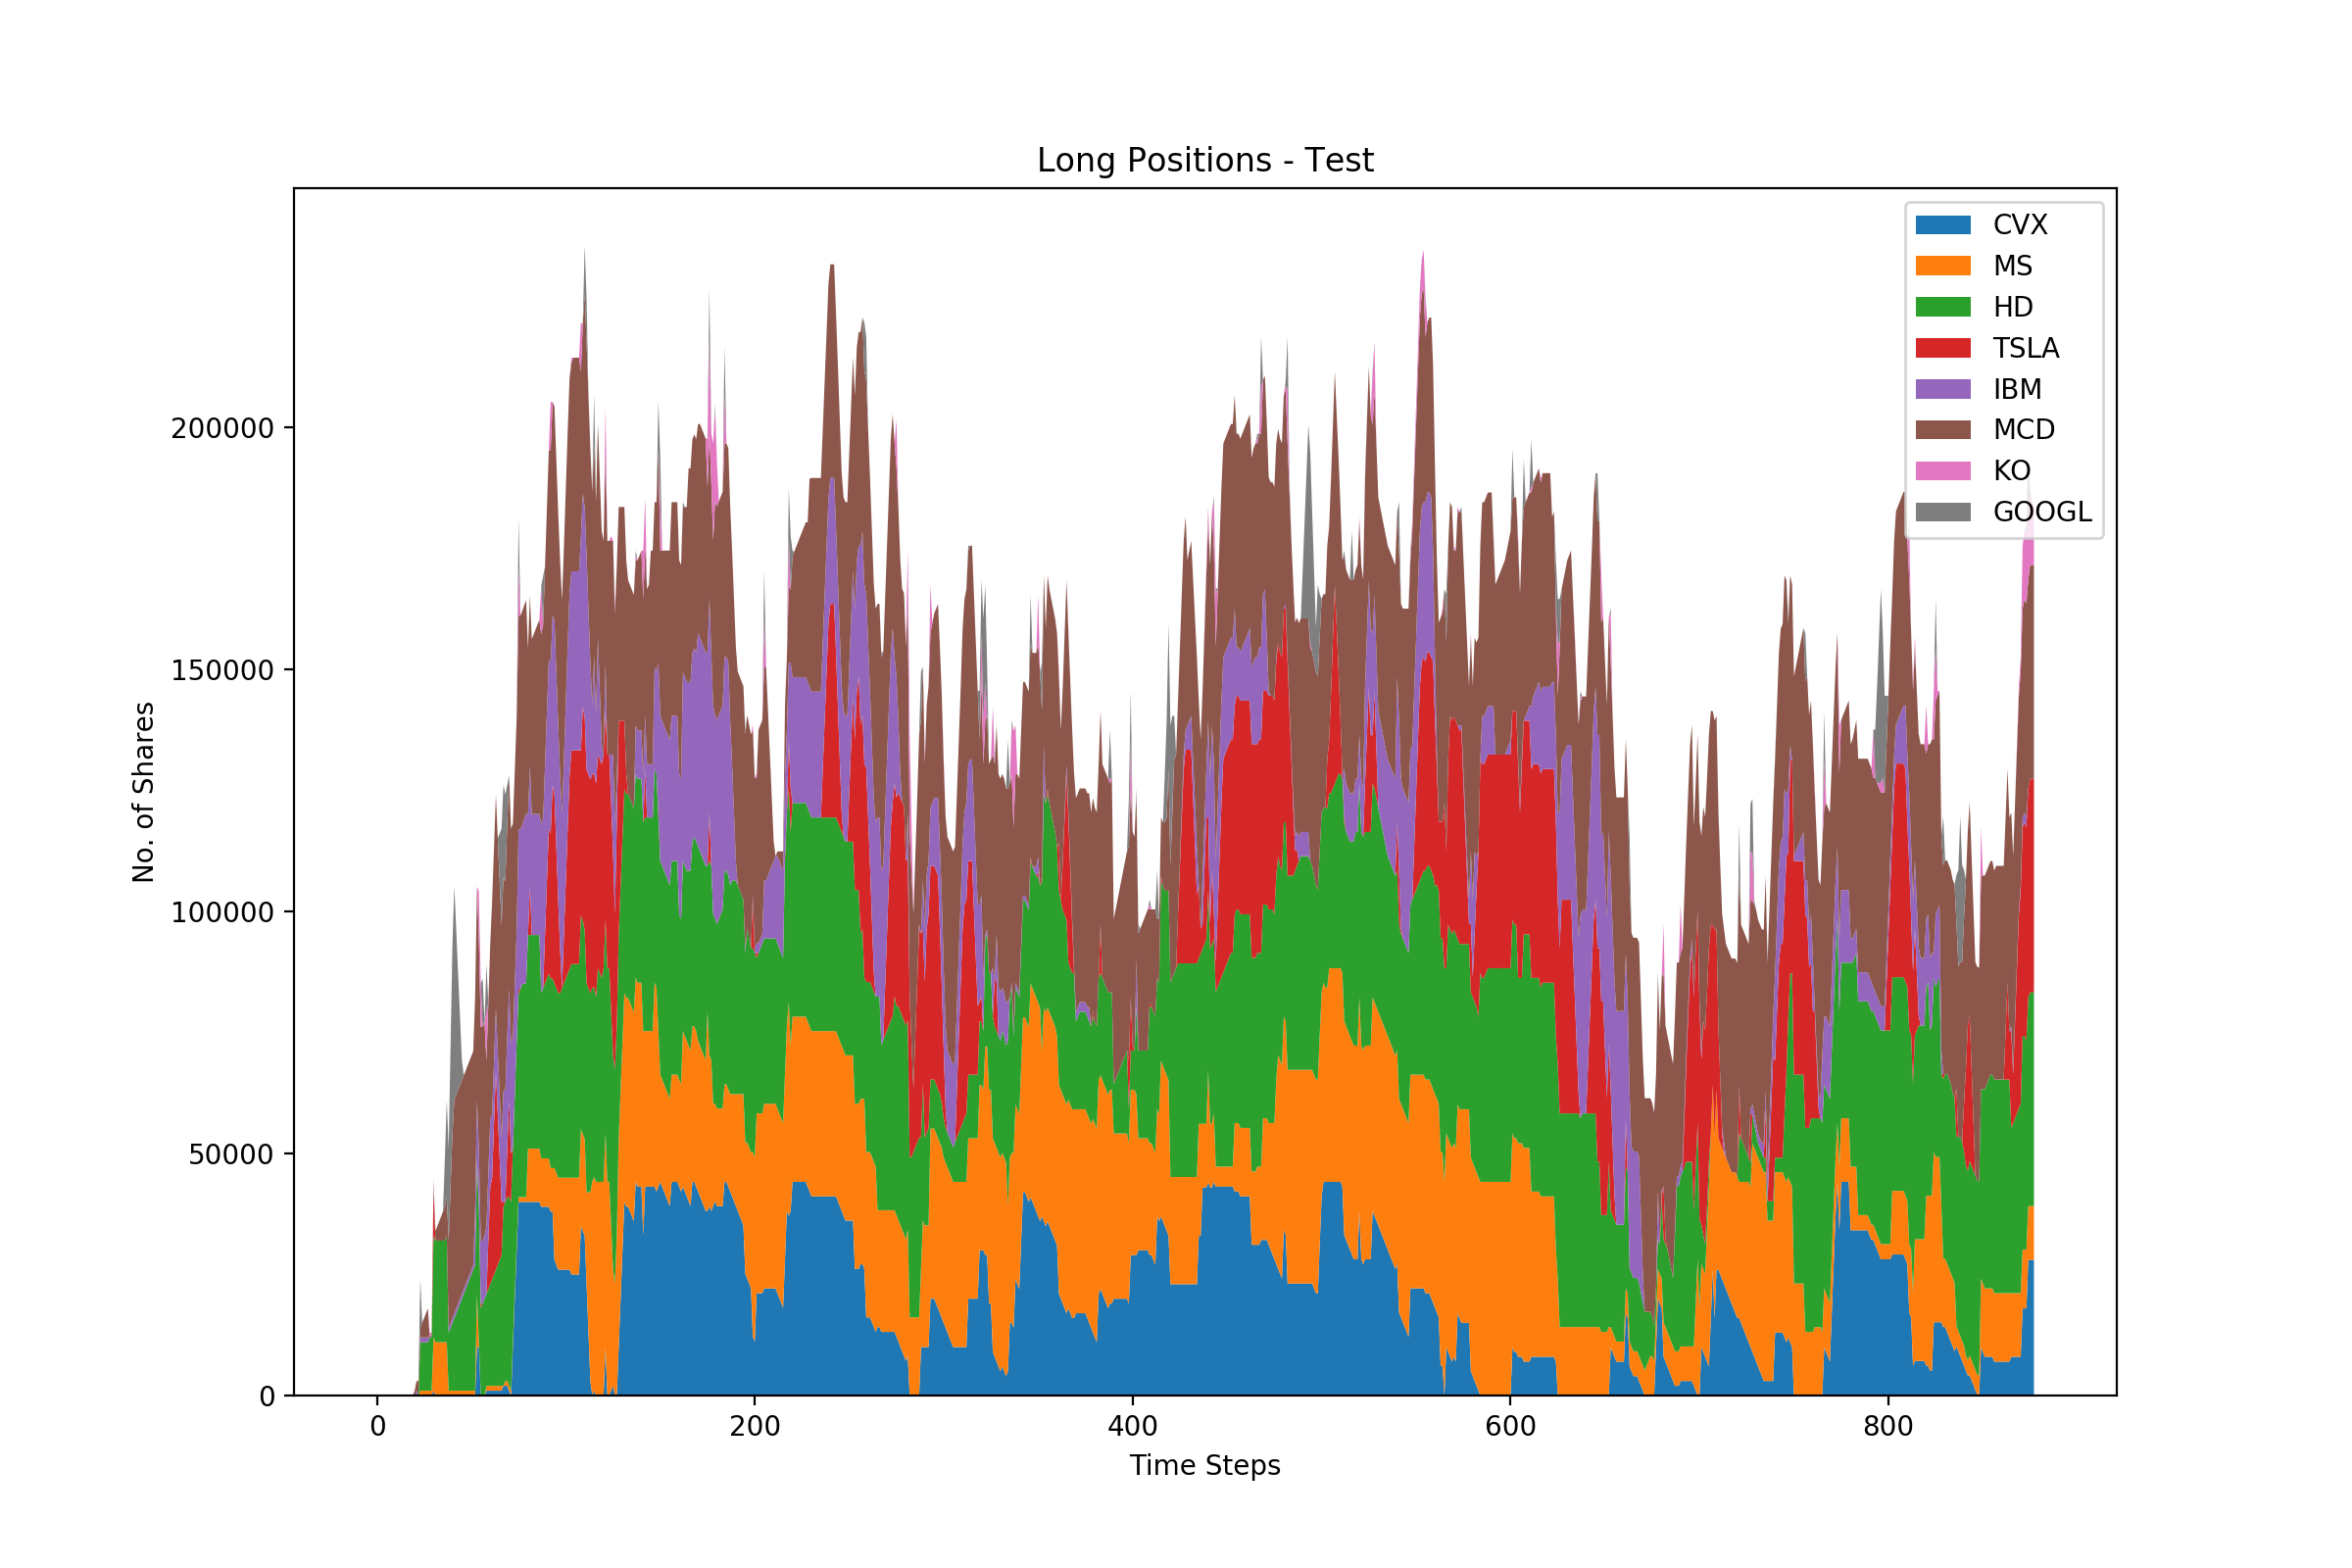 Long Positions - Test
CVX
MS
HD
TSLA
IBM
MCD
KO
GOOGL
No. of Shares
200000
150000
100000
50000
0
0 200 400 600 800
Time Steps